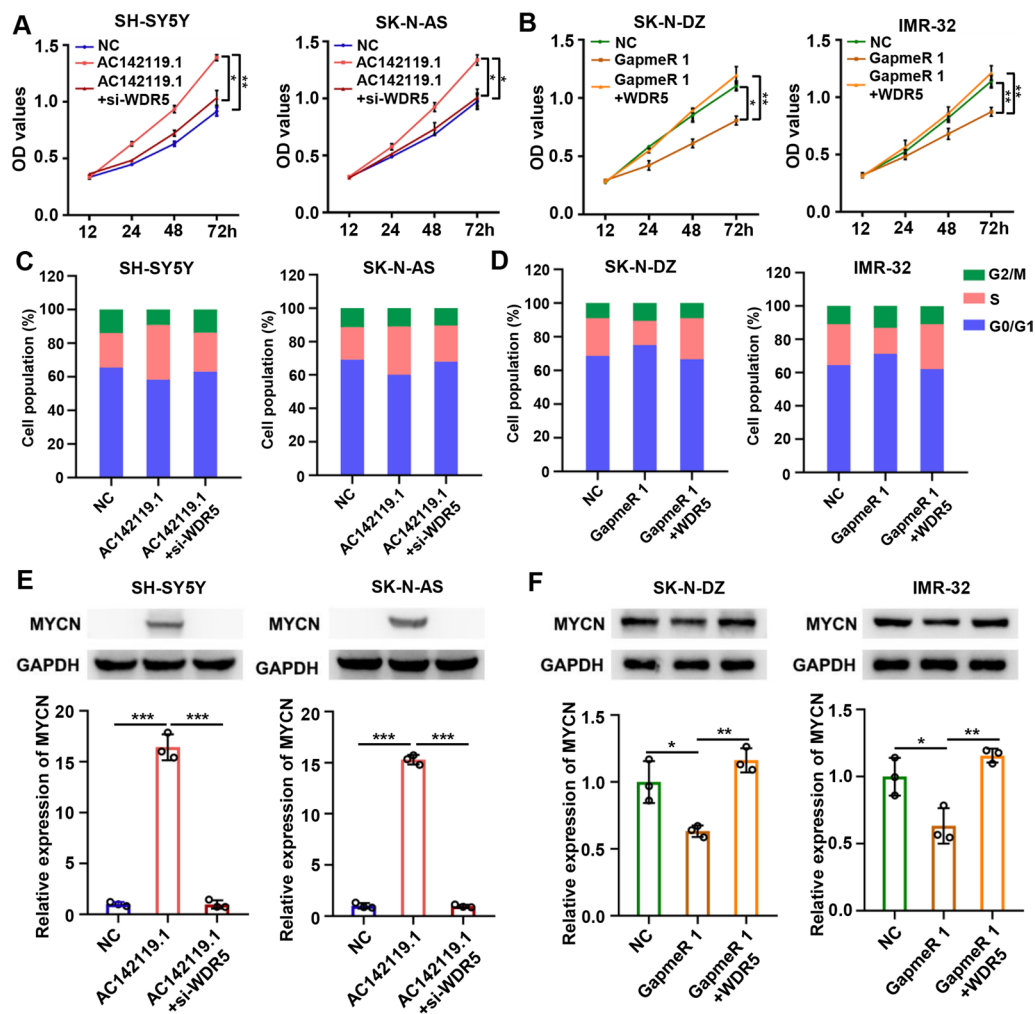 A
SH-SY5Y
OD values
1.5
1.0
0.5
0.0
NC
AC142119.1
AC142119.1
+si-WDR5
*
**
12 24 48 72h
SK-N-AS
OD values
1.5
1.0
0.5
0.0
NC
AC142119.1
AC142119.1
+si-WDR5
*
*
12 24 48 72h
B
SK-N-DZ
OD values
1.5
1.0
0.5
0.0
NC
GapmeR 1
GapmeR 1
+WDR5
*
**
12 24 48 72h
IMR-32
OD values
1.5
1.0
0.5
0.0
NC
GapmeR 1
GapmeR 1
+WDR5
**
**
12 24 48 72h
C
SH-SY5Y
Cell population (%)
120
100
80
60
40
20
0
NC
AC142119.1
AC142119.1
+si-WDR5
SK-N-AS
Cell population (%)
120
100
80
60
40
20
0
NC
AC142119.1
AC142119.1
+si-WDR5
D
SK-N-DZ
Cell population (%)
120
100
80
60
40
20
0
NC
GapmeR 1
GapmeR 1
+WDR5
IMR-32
Cell population (%)
120
100
80
60
40
20
0
NC
GapmeR 1
GapmeR 1
+WDR5
G2/M
S
G0/G1
E
SH-SY5Y
MYCN
GAPDH
Relative expression of MYCN
20
15
10
5
0
*** ***
NC
AC142119.1
AC142119.1
+si-WDR5
SK-N-AS
MYCN
GAPDH
Relative expression of MYCN
20
15
10
5
0
*** ***
NC
AC142119.1
AC142119.1
+si-WDR5
F
SK-N-DZ
MYCN
GAPDH
Relative expression of MYCN
1.5
1.0
0.5
0.0
* **
NC
GapmeR 1
GapmeR 1
+WDR5
IMR-32
MYCN
GAPDH
Relative expression of MYCN
1.5
1.0
0.5
0.0
* **
NC
GapmeR 1
GapmeR 1
+WDR5